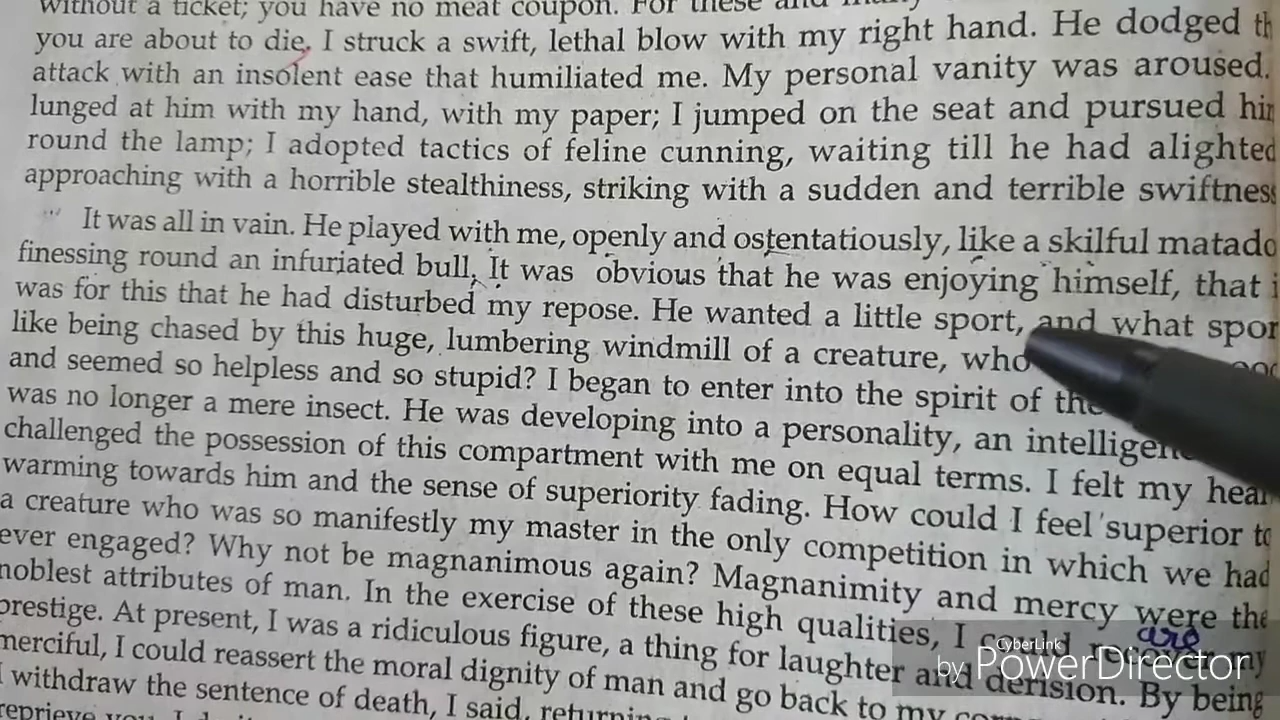 without a ticket; you have no meat coupon. For these and many
you are about to die, I struck a swift, lethal blow with my right hand. He dodged th
attack with an insolent ease that humiliated me. My personal vanity was aroused.
lunged at him with my hand, with my paper; I jumped on the seat and pursued hi
round the lamp; I adopted tactics of feline cunning, waiting till he had alighted
approaching with a horrible stealthiness, striking with a sudden and terrible swiftness
It was all in vain. He played with me, openly and ostentatiously, like a skilful matado
finessing round an infuriated bull. It was obvious that he was enjoying himself, that i
was for this that he had disturbed my repose. He wanted a little sport, and what spor
like being chased by this huge, lumbering windmill of a creature, who
and seemed so helpless and so stupid? I began to enter into the spirit of the
was no longer a mere insect. He was developing into a personality, an intelligen
challenged the possession of this compartment with me on equal terms. I felt my hear
warming towards him and the sense of superiority fading. How could I feel superior to
a creature who was so manifestly my master in the only competition in which we had
ever engaged? Why not be magnanimous again? Magnanimity and mercy were the
noblest attributes of man. In the exercise of these high qualities, I could recover my
are
prestige. At present, I was a ridiculous figure, a thing for laughter and derision. By being
merciful, I could reassert the moral dignity of man and go back to my
I withdraw the sentence of death, I said, returning
reprieve you. I
CyberLink
by PowerDirector